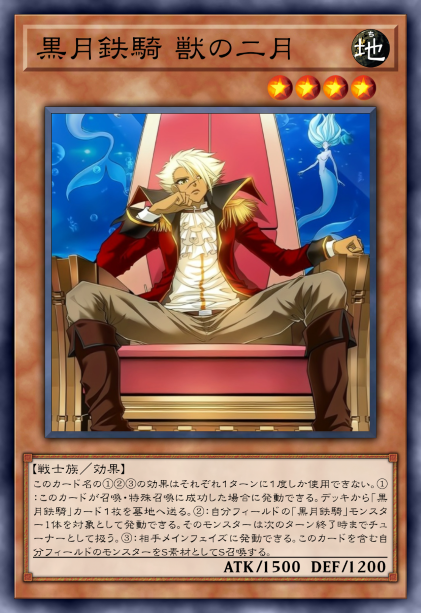 黒月鉄騎 獣の二月
ち
地
【戦士族／効果】
このカード名の①②③の効果はそれぞれ1ターンに1度しか使用できない。①
：このカードが召喚・特殊召喚に成功した場合に発動できる。デッキから「黒
月鉄騎」カード1枚を墓地へ送る。②：自分フィールドの「黒月鉄騎」モンスタ
ー1体を対象として発動できる。そのモンスターは次のターン終了時までチュ
ーナーとして扱う。③：相手メインフェイズに発動できる。このカードを含む自
分フィールドのモンスターをS素材としてS召喚する。
ATK/1500 DEF/1200